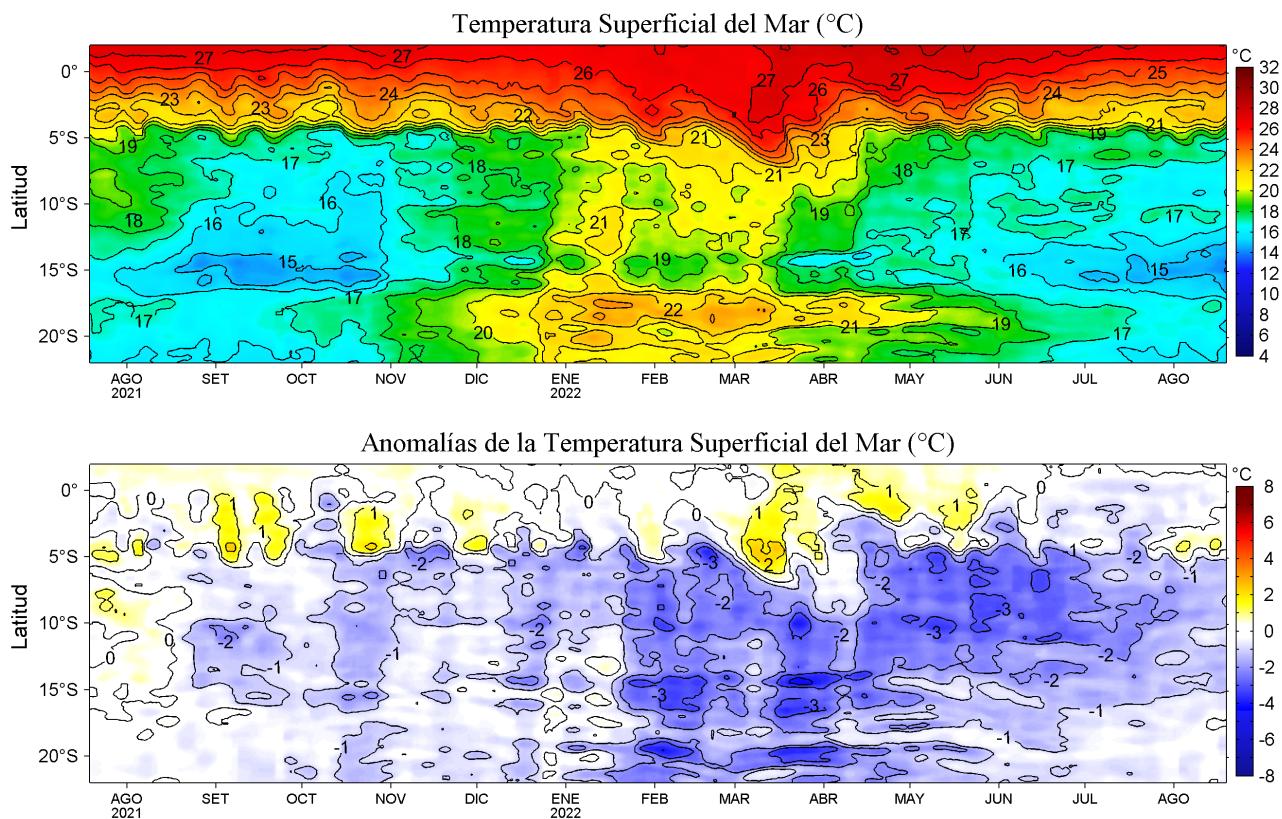 Temperatura Superficial del Mar (°C)
27 27 26 27 27 26 25
23 23 24 22 21 23 24 21
19 17 18 21 18 17 19
18 16 16 18 21 19 19 17 16 17
15 15
17 17 20 22 21 19 17
0°
5°S
10°S
15°S
20°S
Latitud
AGO SET OCT NOV DIC ENE FEB MAR ABR MAY JUN JUL AGO
2021 2022
°C
32
30
28
26
24
22
20
18
16
14
12
10
8
6
4
Anomalías de la Temperatura Superficial del Mar (°C)
0 1 1 1 0 0 1 1 1 0
-2 -3 2 -2 -1 -2 -1
0 0 -2 -1 -1 -2 -2 -2 -3 -3 -2
-3 -3 -2 -1
-1 - -1
0°
5°S
10°S
15°S
20°S
Latitud
AGO SET OCT NOV DIC ENE FEB MAR ABR MAY JUN JUL AGO
2021 2022
°C
8
6
4
2
0
-2
-4
-6
-8